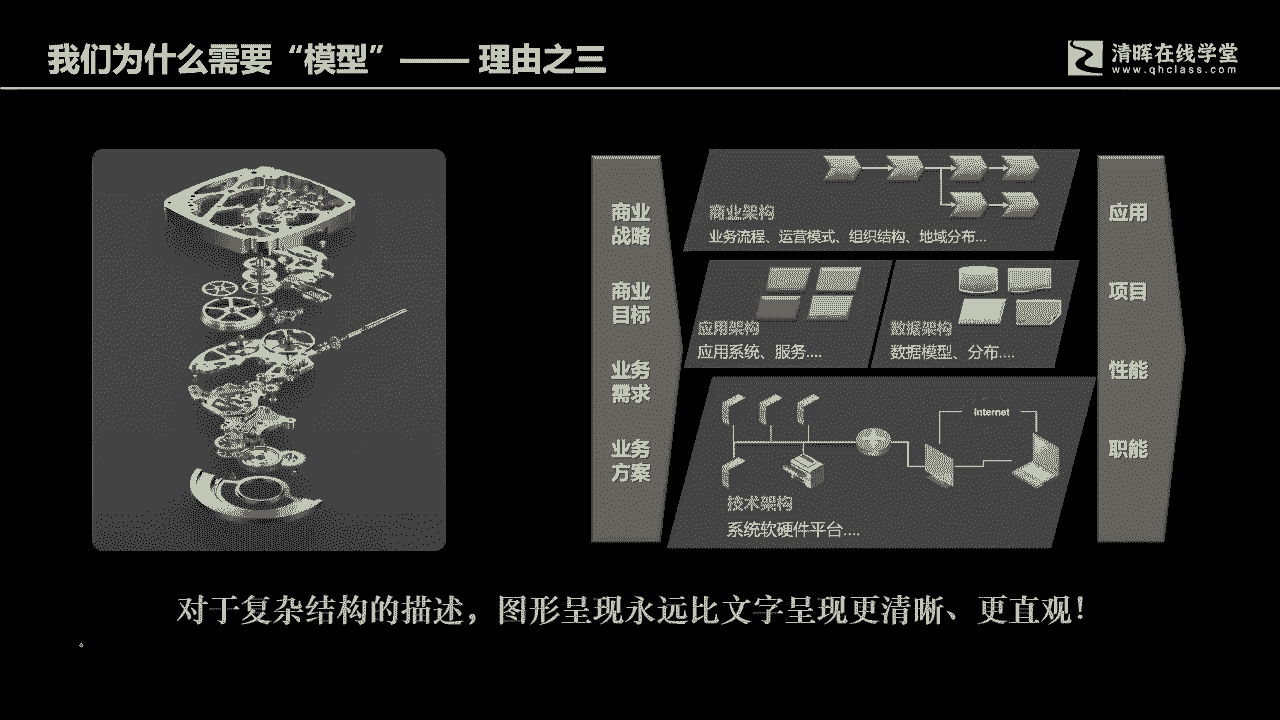 我们为什么需要“模型” —— 理由之三
清晖在线学堂
www.qhclass.com
商业
战略
商业
目标
业务
需求
业务
方案
商业架构
业务流程、运营模式、组织结构、地域分布...
应用架构
应用系统、服务....
数据架构
数据模型、分布....
Internet
技术架构
系统软硬件平台....
应用
项目
性能
职能
对于复杂结构的描述，图形呈现永远比文字呈现更清晰、更直观！